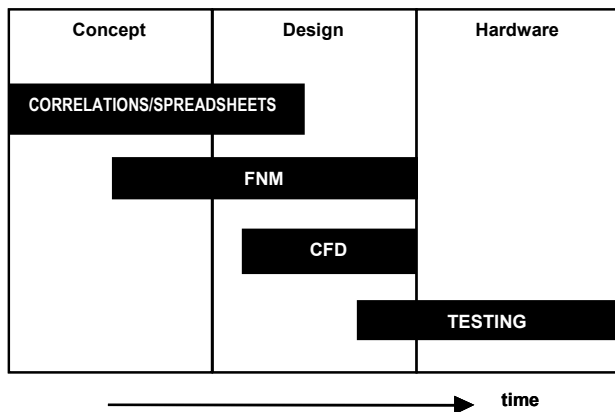 Concept Design Hardware
CORRELATIONS/SPREADSHEETS
FNM
CFD
TESTING
time